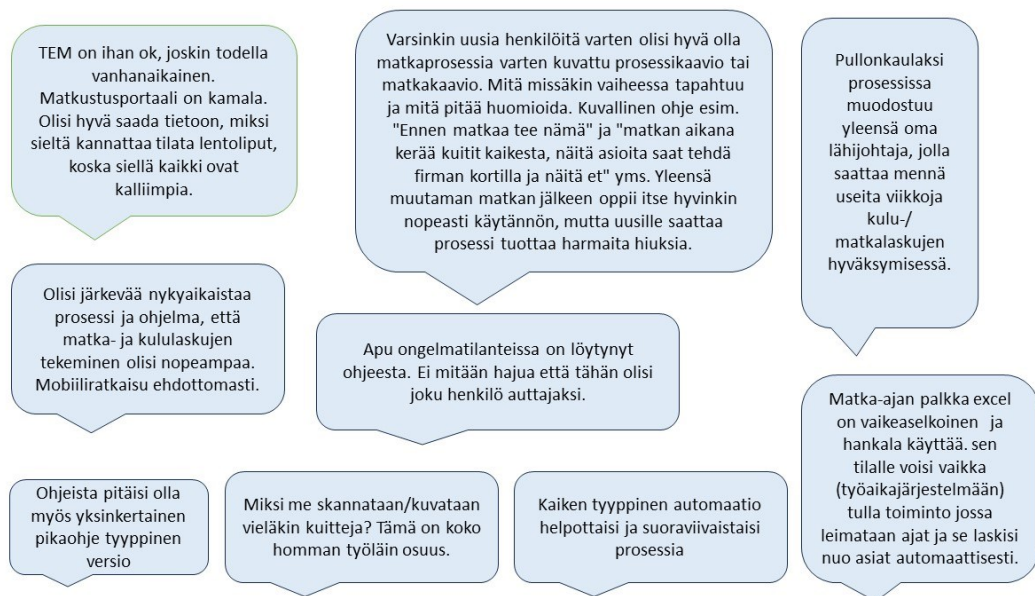 TEM on ihan ok, joskin todella
vanhanaikainen.
Matkustusportaali on kamala.
Olisi hyvä saada tietoon, miksi
sieltä kannattaa tilata lentoliput,
koska siellä kaikki ovat
kalliimpia.
Varsinkin uusia henkilöitä varten olisi hyvä olla
matkaprosessia varten kuvattu prosessikaavio tai
matkakaavio. Mitä missäkin vaiheessa tapahtuu
ja mitä pitää huomioida. Kuvallinen ohje esim.
"Ennen matkaa tee nämä" ja "matkan aikana
kerää kuitit kaikesta, näitä asioita saat tehdä
firman kortilla ja näitä et" yms. Yleensä
muutaman matkan jälkeen oppii itse hyvinkin
nopeasti käytännön, mutta uusille saattaa
prosessi tuottaa harmaita hiuksia.
Pullonkaulaksi
prosessissa
muodostuu
yleensä oma
lähijohtaja, jolla
saattaa mennä
useita viikkoja
kulu-/
matkalaskujen
hyväksymisessä.
Olisi järkevää nykyaikaistaa
prosessi ja ohjelma, että
matka- ja kululaskujen
tekeminen olisi nopeampaa.
Mobiiliratkaisu ehdottomasti.
Apu ongelmatilanteissa on löytynyt
ohjeesta. Ei mitään hajua että tähän olisi
joku henkilö auttajaksi.
Matka-ajan palkka excel
on vaikeaselkoinen ja
hankala käyttää. sen
tilalle voisi vaikka
(työaikajärjestelmään)
tulla toiminto jossa
leimataan ajat ja se laskisi
nuo asiat automaattisesti.
Ohjeista pitäisi olla
myös yksinkertainen
pikaohje tyyppinen
versio
Miksi me skannataan/kuvataan
vieläkin kuitteja? Tämä on koko
homman työläin osuus.
Kaiken tyyppinen automaatio
helpottaisi ja suoraviivaistaisi
prosessia